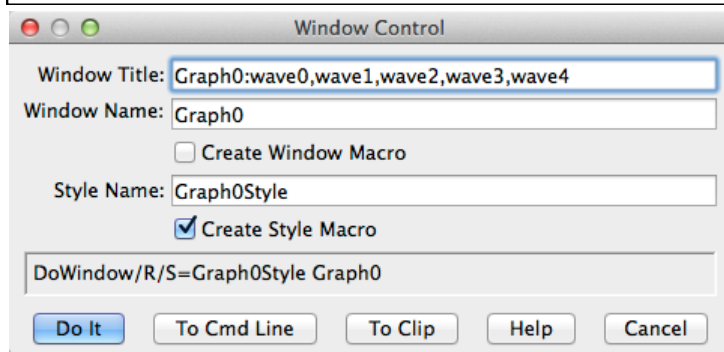 Window Control
Window Title: Graph0:wave0,wave1,wave2,wave3,wave4
Window Name: Graph0
Create Window Macro
Style Name: Graph0Style
Create Style Macro
DoWindow/R/S=Graph0Style Graph0
Do It To Cmd Line To Clip Help Cancel